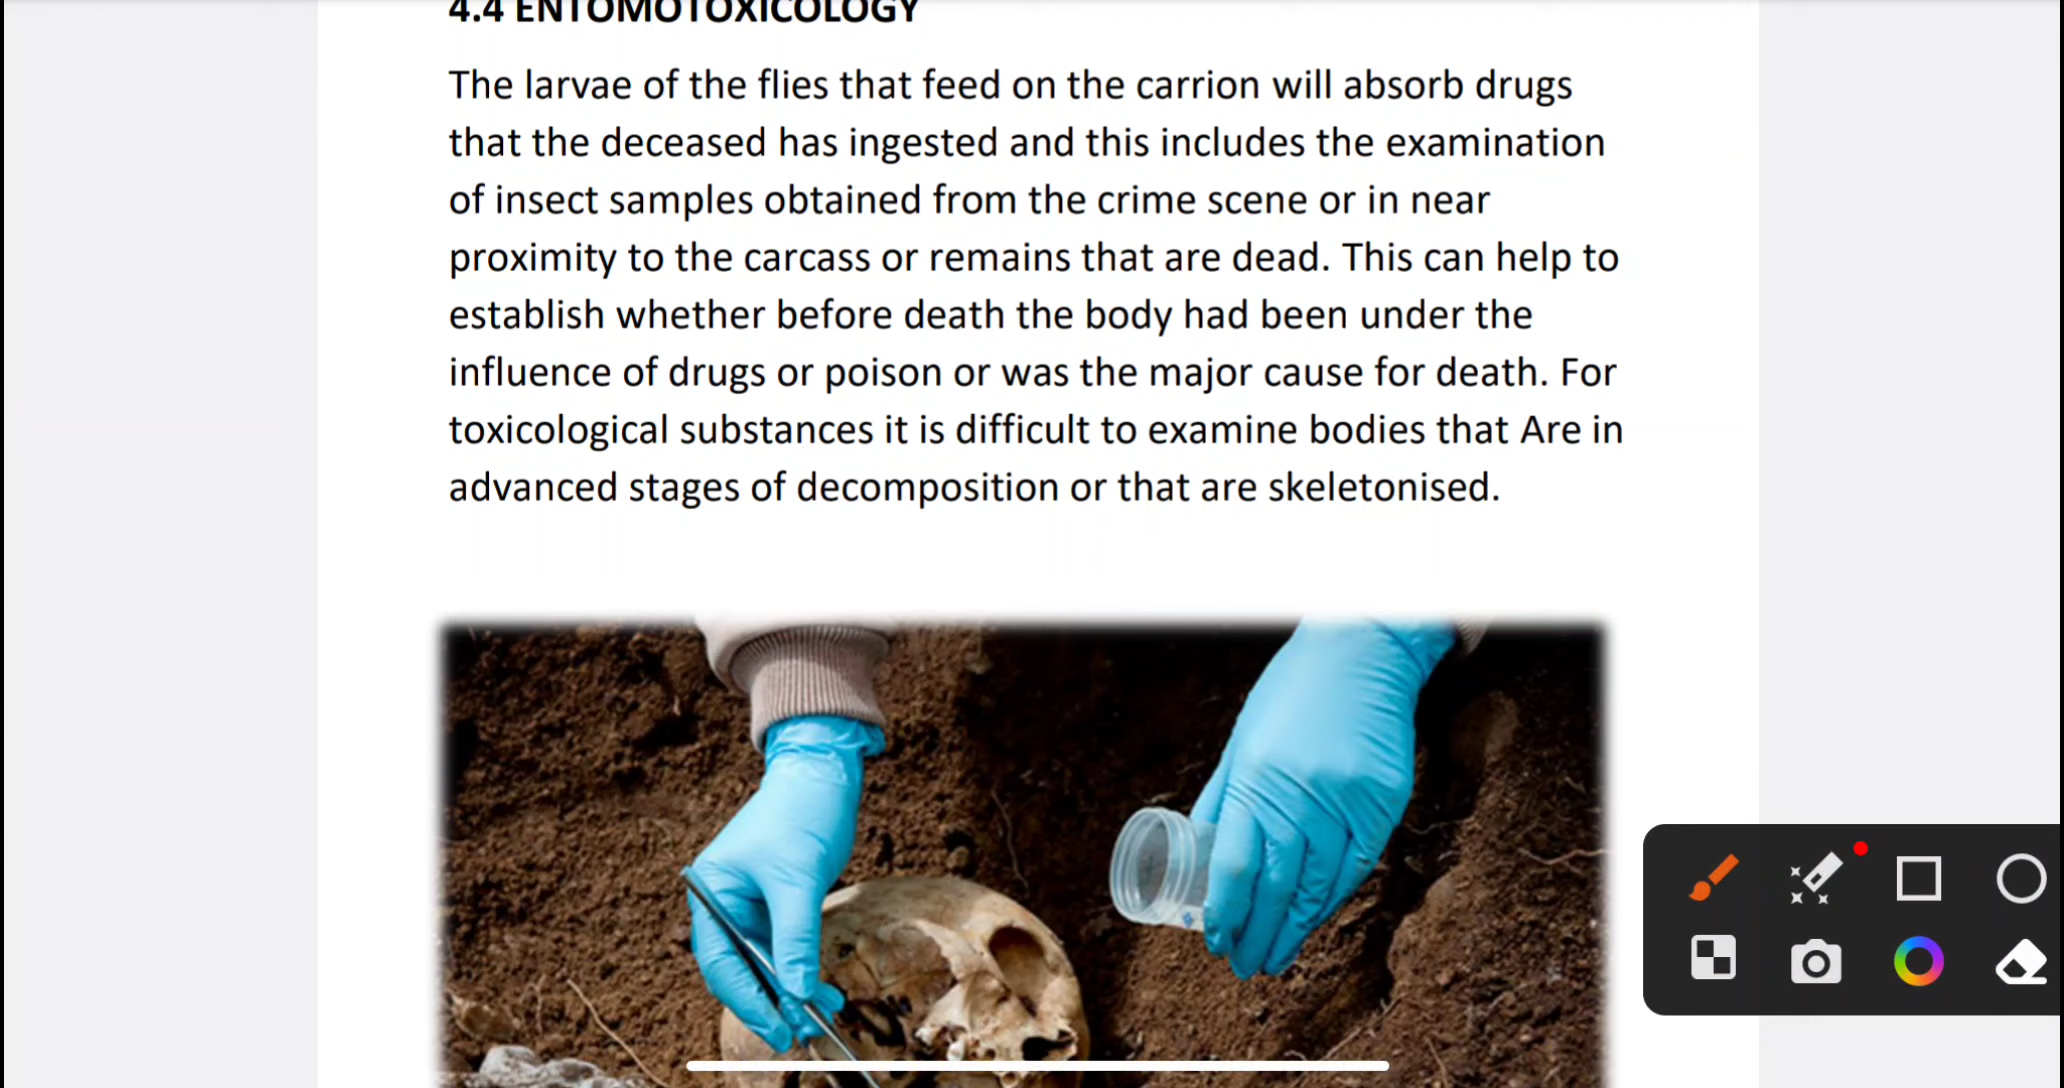 4.4 ENTOMOTOXICOLOGY
The larvae of the flies that feed on the carrion will absorb drugs
that the deceased has ingested and this includes the examination
of insect samples obtained from the crime scene or in near
proximity to the carcass or remains that are dead. This can help to
establish whether before death the body had been under the
influence of drugs or poison or was the major cause for death. For
toxicological substances it is difficult to examine bodies that Are in
advanced stages of decomposition or that are skeletonised.